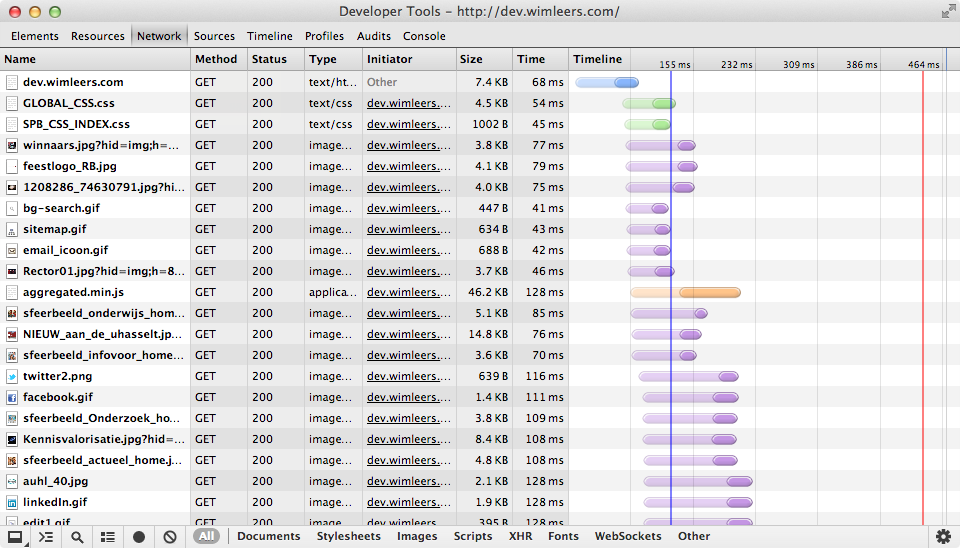 Developer Tools – http://dev.wimleers.com/
Elements Resources Network Sources Timeline Profiles Audits Console
Name Method Status Type Initiator Size Time Timeline 155 ms 232 ms 309 ms 386 ms 464 ms
dev.wimleers.com GET 200 text/ht... Other 7.4 KB 68 ms
GLOBAL_CSS.css GET 200 text/css dev.wimleers.... 4.5 KB 54 ms
SPB_CSS_INDEX.css GET 200 text/css dev.wimleers.... 1002 B 45 ms
winnaars.jpg?hid=img;h=... GET 200 image... dev.wimleers.... 3.8 KB 77 ms
feestlogo_RB.jpg GET 200 image... dev.wimleers.... 4.1 KB 79 ms
1208286_74630791.jpg?hi... GET 200 image... dev.wimleers.... 4.0 KB 75 ms
bg-search.gif GET 200 image... dev.wimleers.... 447 B 41 ms
sitemap.gif GET 200 image... dev.wimleers.... 634 B 43 ms
email_icoon.gif GET 200 image... dev.wimleers.... 688 B 42 ms
Rector01.jpg?hid=img;h=8... GET 200 image... dev.wimleers.... 3.7 KB 46 ms
aggregated.min.js GET 200 applica... dev.wimleers.... 46.2 KB 128 ms
sfeerbeeld_onderwijs_hom... GET 200 image... dev.wimleers.... 5.1 KB 85 ms
NIEUW_aan_de_uhasselt.jp... GET 200 image... dev.wimleers.... 14.8 KB 76 ms
sfeerbeeld_infovoor_home... GET 200 image... dev.wimleers.... 3.6 KB 70 ms
twitter2.png GET 200 image... dev.wimleers.... 639 B 116 ms
facebook.gif GET 200 image... dev.wimleers.... 1.4 KB 111 ms
sfeerbeeld_Onderzoek_ho... GET 200 image... dev.wimleers.... 3.8 KB 109 ms
Kennisvalorisatie.jpg?hid=... GET 200 image... dev.wimleers.... 8.4 KB 108 ms
sfeerbeeld_actueel_home.j... GET 200 image... dev.wimleers.... 4.8 KB 108 ms
auhl_40.jpg GET 200 image... dev.wimleers.... 2.1 KB 128 ms
linkedIn.gif GET 200 image... dev.wimleers.... 1.9 KB 128 ms
edit1.gif GET 200 image... dev.wimleers.... 395 B 128 ms
All Documents Stylesheets Images Scripts XHR Fonts WebSockets Other